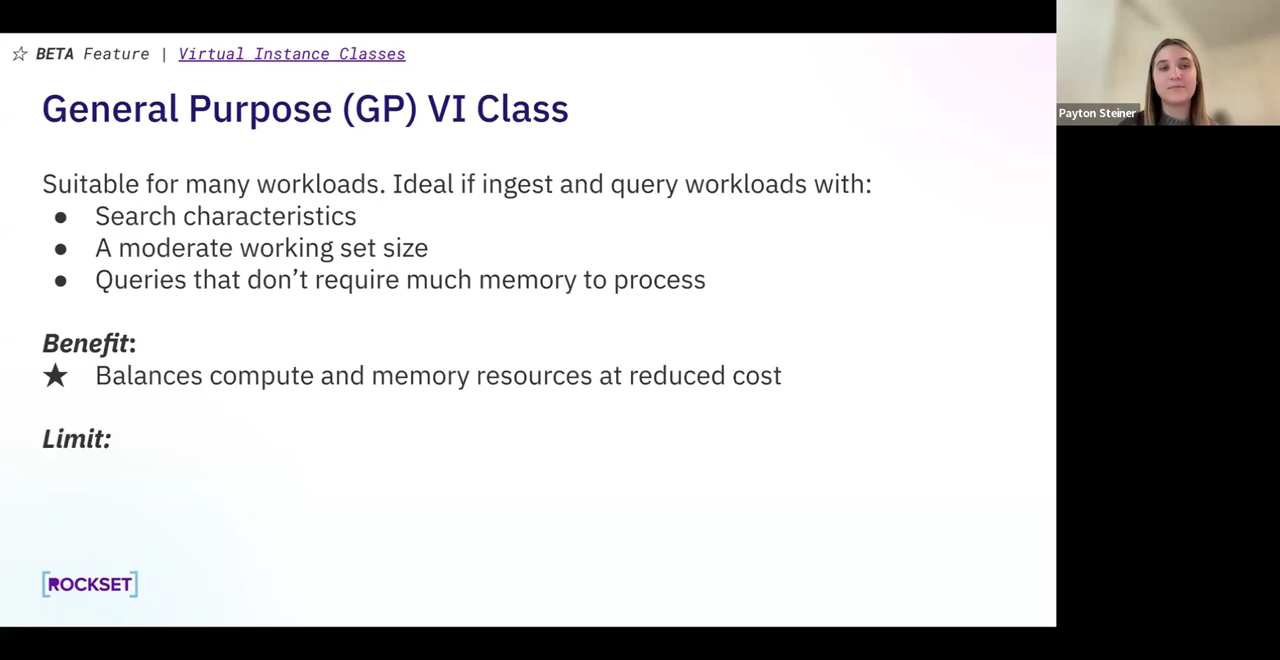 ☆ BETA Feature | Virtual Instance Classes
General Purpose (GP) VI Class
Suitable for many workloads. Ideal if ingest and query workloads with:
● Search characteristics
● A moderate working set size
● Queries that don’t require much memory to process
Benefit:
★ Balances compute and memory resources at reduced cost
Limit:
[ROCKSET]
Payton Steiner